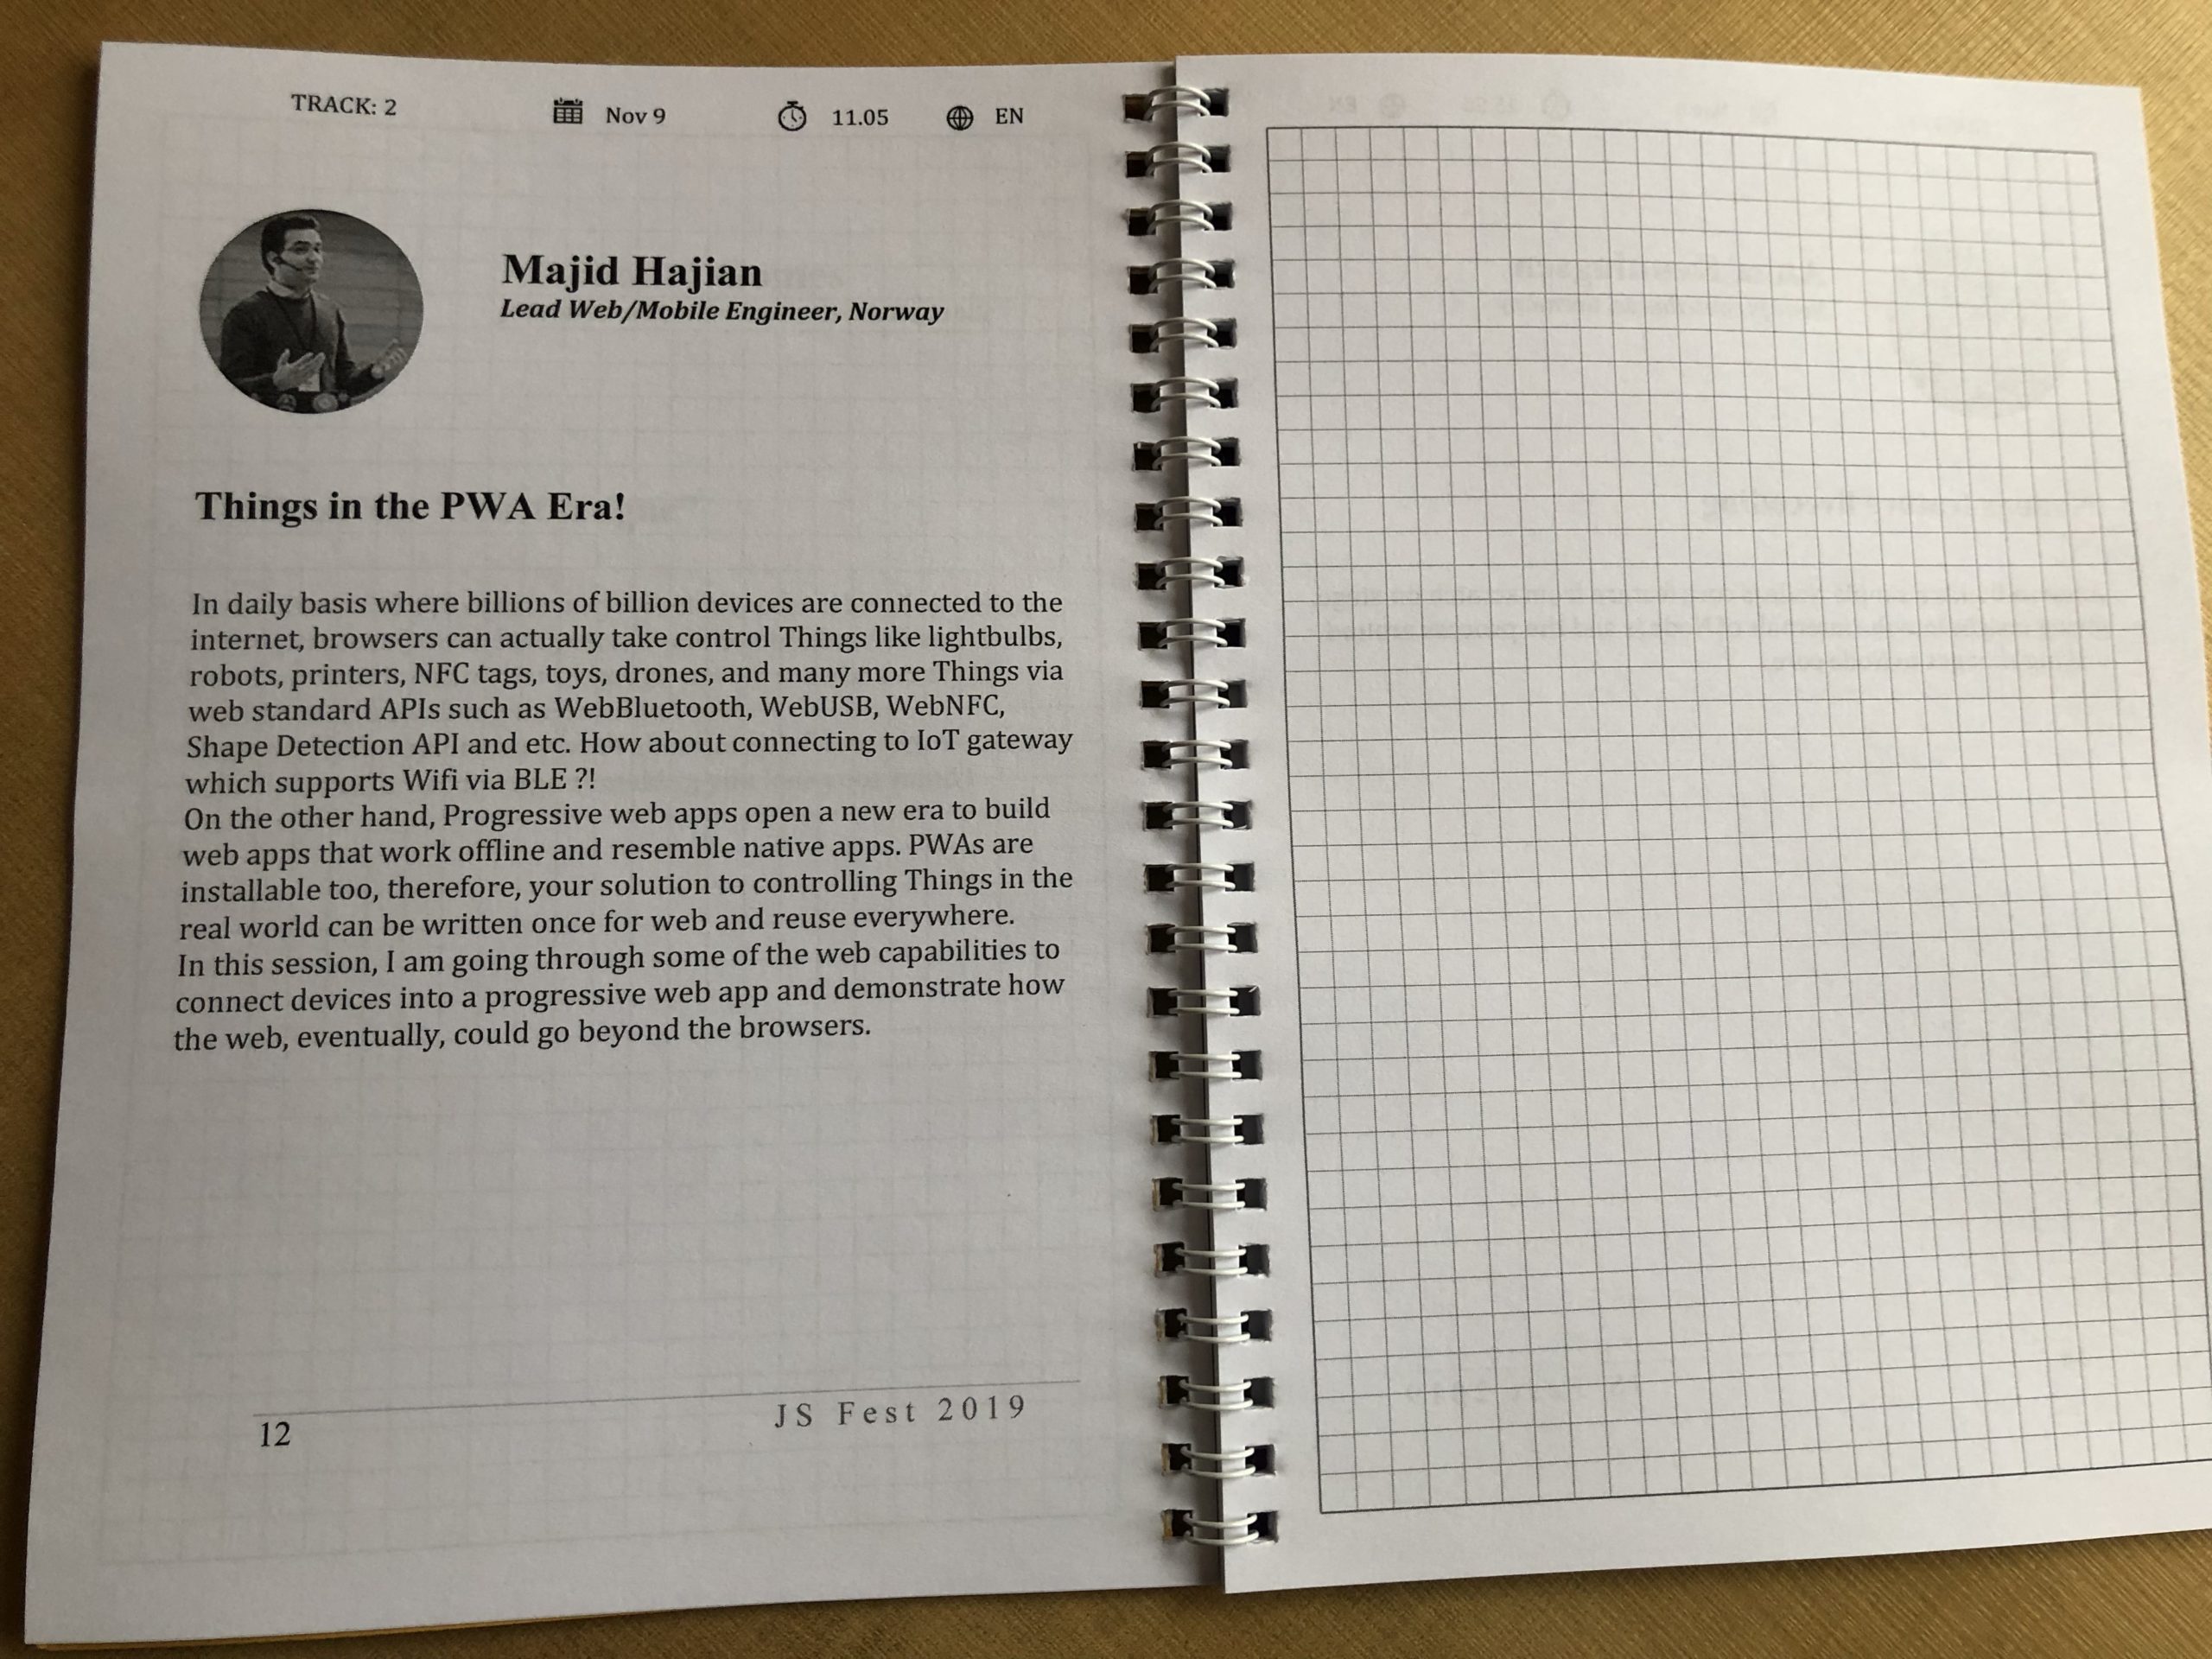 TRACK: 2
Nov 9
11.05
EN
Majid Hajian
Lead Web/Mobile Engineer, Norway
Things in the PWA Era!
In daily basis where billions of billion devices are connected to the
internet, browsers can actually take control Things like lightbulbs,
robots, printers, NFC tags, toys, drones, and many more Things via
web standard APIs such as WebBluetooth, WebUSB, WebNFC,
Shape Detection API and etc. How about connecting to IoT gateway
which supports Wifi via BLE ?!
On the other hand, Progressive web apps open a new era to build
web apps that work offline and resemble native apps. PWAs are
installable too, therefore, your solution to controlling Things in the
real world can be written once for web and reuse everywhere.
In this session, I am going through some of the web capabilities to
connect devices into a progressive web app and demonstrate how
the web, eventually, could go beyond the browsers.
12
JS Fest 2019